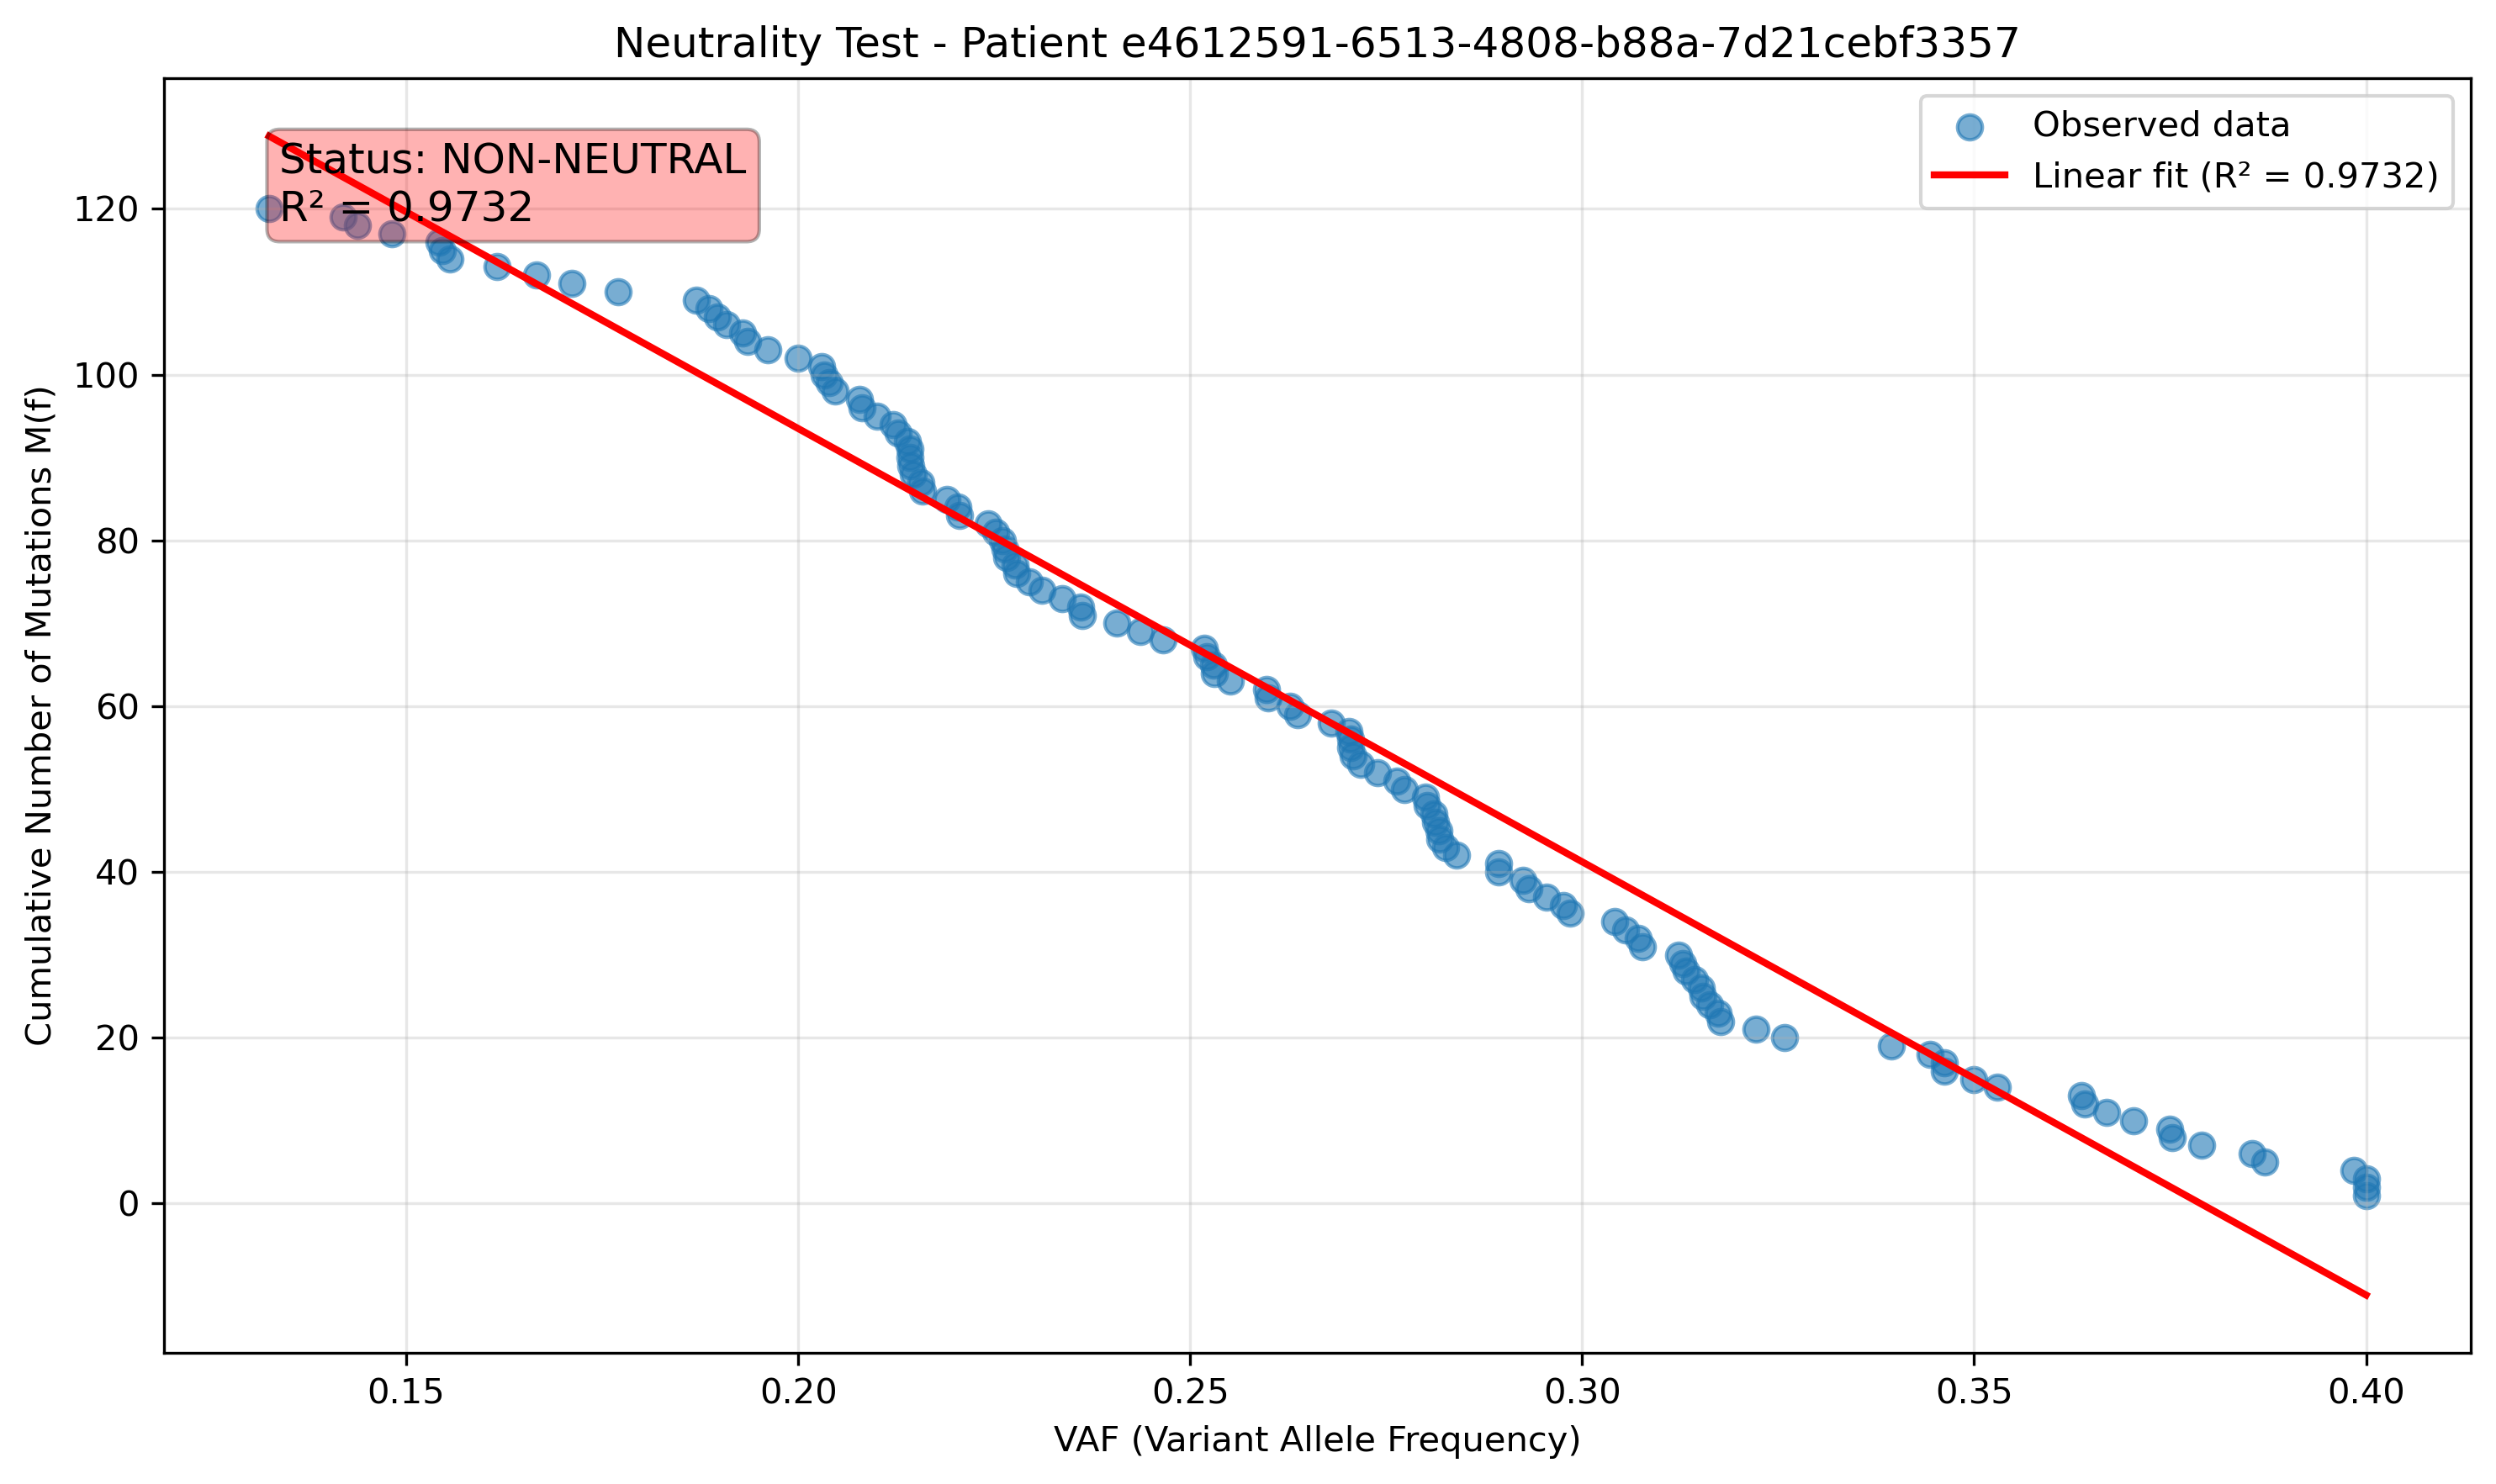 Neutrality Test - Patient e4612591-6513-4808-b88a-7d21cebf3357
Status: NON-NEUTRAL
R² = 0.9732
Observed data
Linear fit (R² = 0.9732)
Cumulative Number of Mutations M(f)
120
100
80
60
40
20
0
0.15 0.20 0.25 0.30 0.35 0.40
VAF (Variant Allele Frequency)